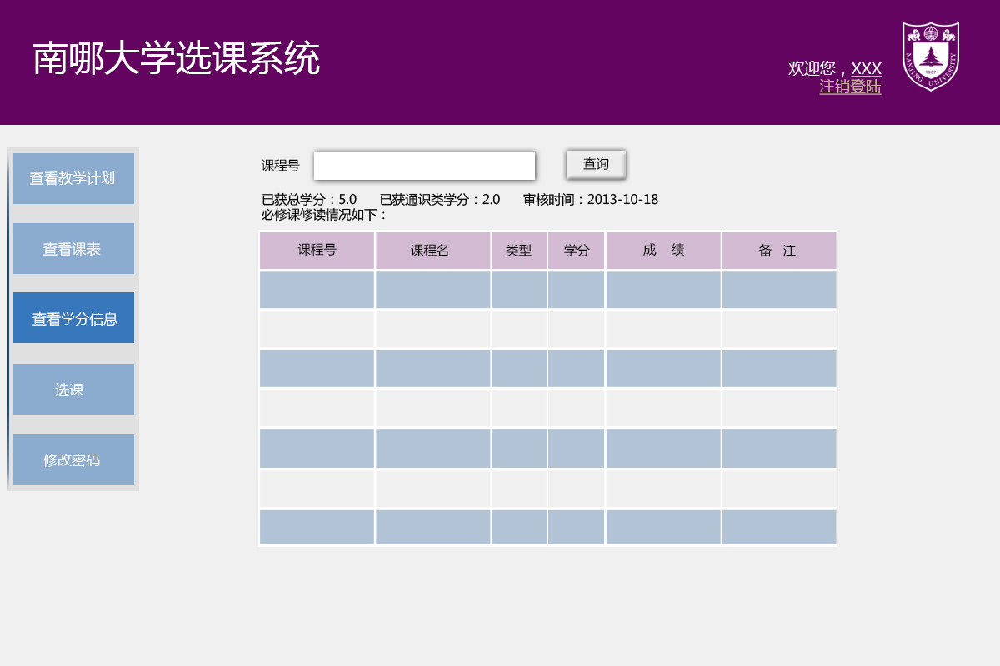 南哪大学选课系统
欢迎您，XXX
注销登陆
NANJING UNIVERSITY
1902
查看教学计划
查看课表
查看学分信息
选课
修改密码
课程号
查询
已获总学分：5.0 已获通识类学分：2.0 审核时间：2013-10-18
必修课修读情况如下：
课程号 课程名 类型 学分 成 绩 备 注